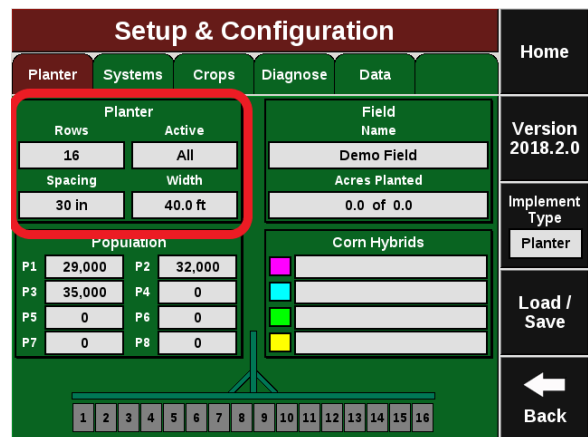 Setup & Configuration
Home
Planter Systems Crops Diagnose Data
Planter
Rows Active
16 All
Spacing Width
30 in 40.0 ft
Field
Name
Demo Field
Acres Planted
0.0 of 0.0
Version
2018.2.0
Implement
Type
Planter
Population
P1 29,000 P2 32,000
P3 35,000 P4 0
P5 0 P6 0
P7 0 P8 0
Corn Hybrids
Load /
Save
1 2 3 4 5 6 7 8 9 10 11 12 13 14 15 16
Back